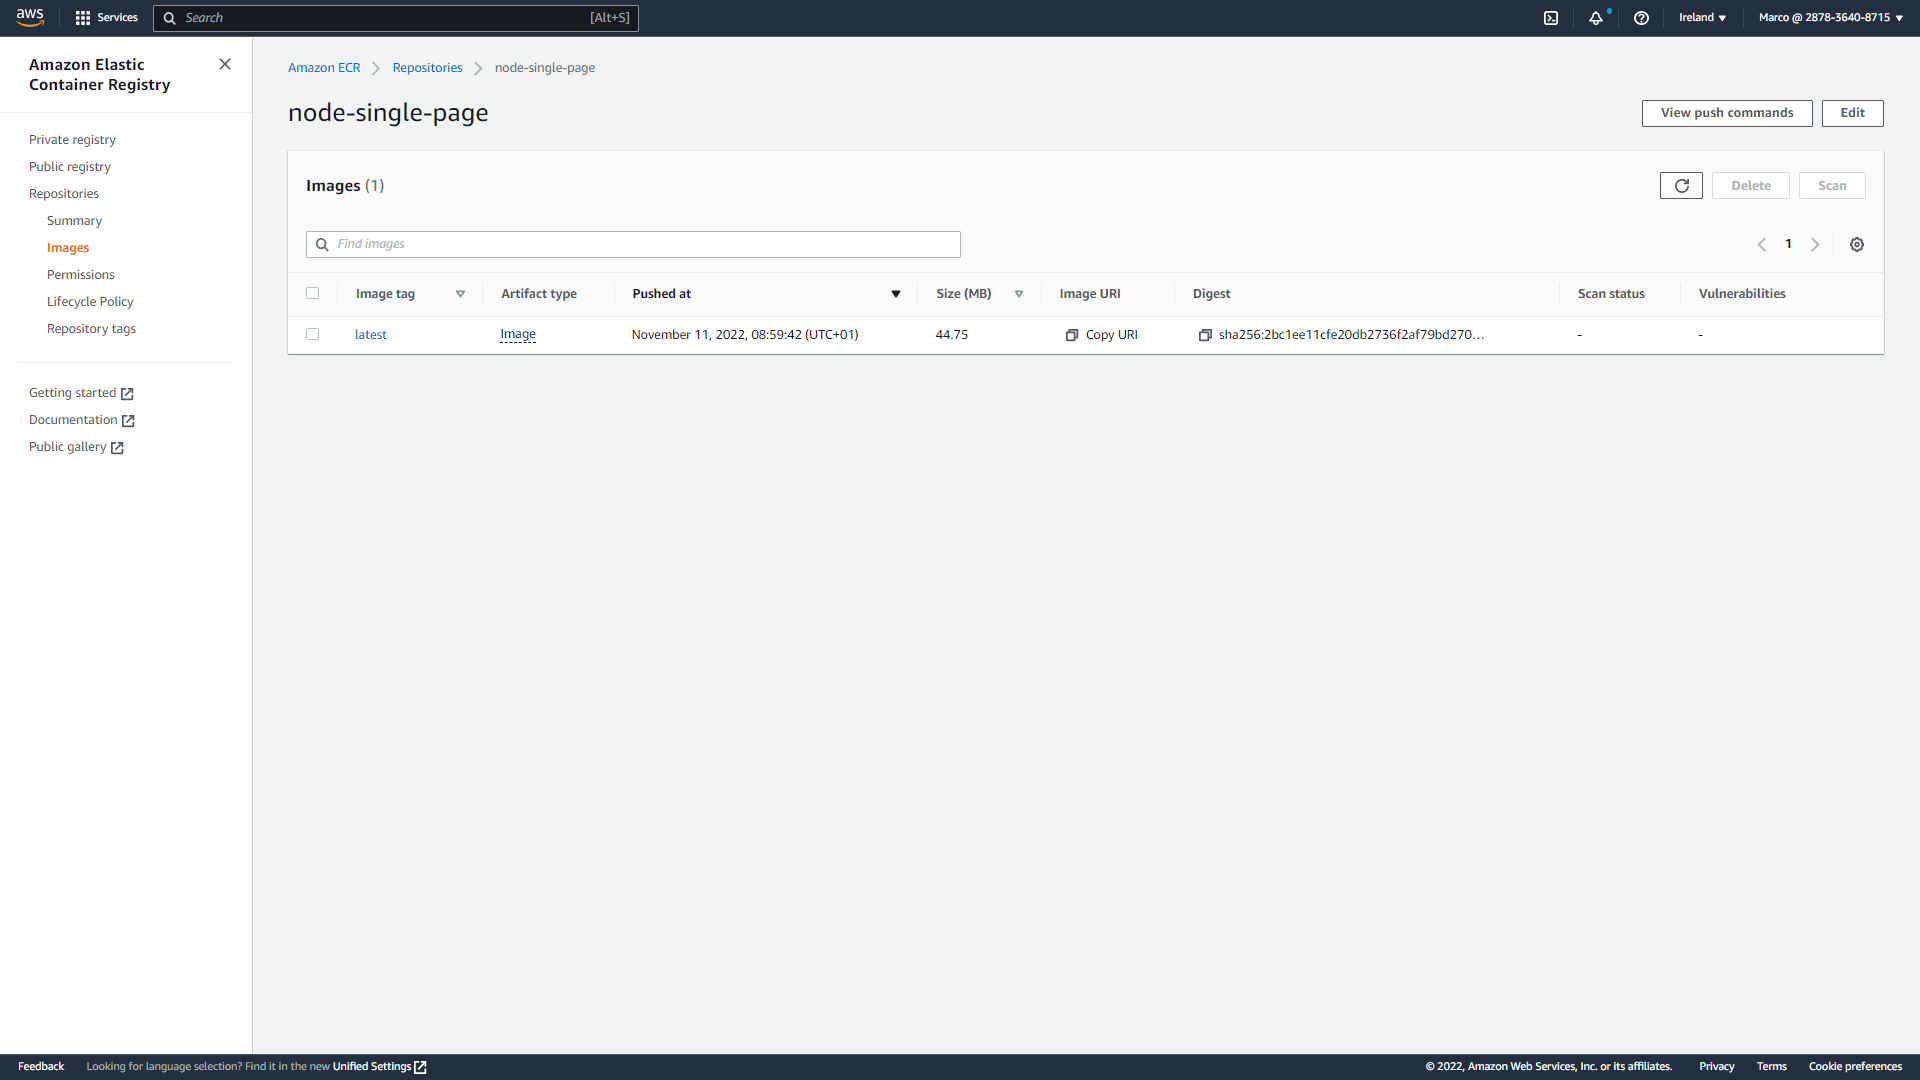 aws
Services
Search [Alt+S]
Ireland
Marco @ 2878-3640-8715
Amazon Elastic
Container Registry
Private registry
Public registry
Repositories
Summary
Images
Permissions
Lifecycle Policy
Repository tags
Getting started
Documentation
Public gallery
Amazon ECR Repositories node-single-page
node-single-page
View push commands Edit
Images (1)
Delete Scan
Find images
1
Image tag Artifact type Pushed at Size (MB) Image URI Digest Scan status Vulnerabilities
latest Image November 11, 2022, 08:59:42 (UTC+01) 44.75 Copy URI sha256:2bc1ee11cfe20db2736f2af79bd270... - -
Feedback Looking for language selection? Find it in the new Unified Settings © 2022, Amazon Web Services, Inc. or its affiliates. Privacy Terms Cookie preferences